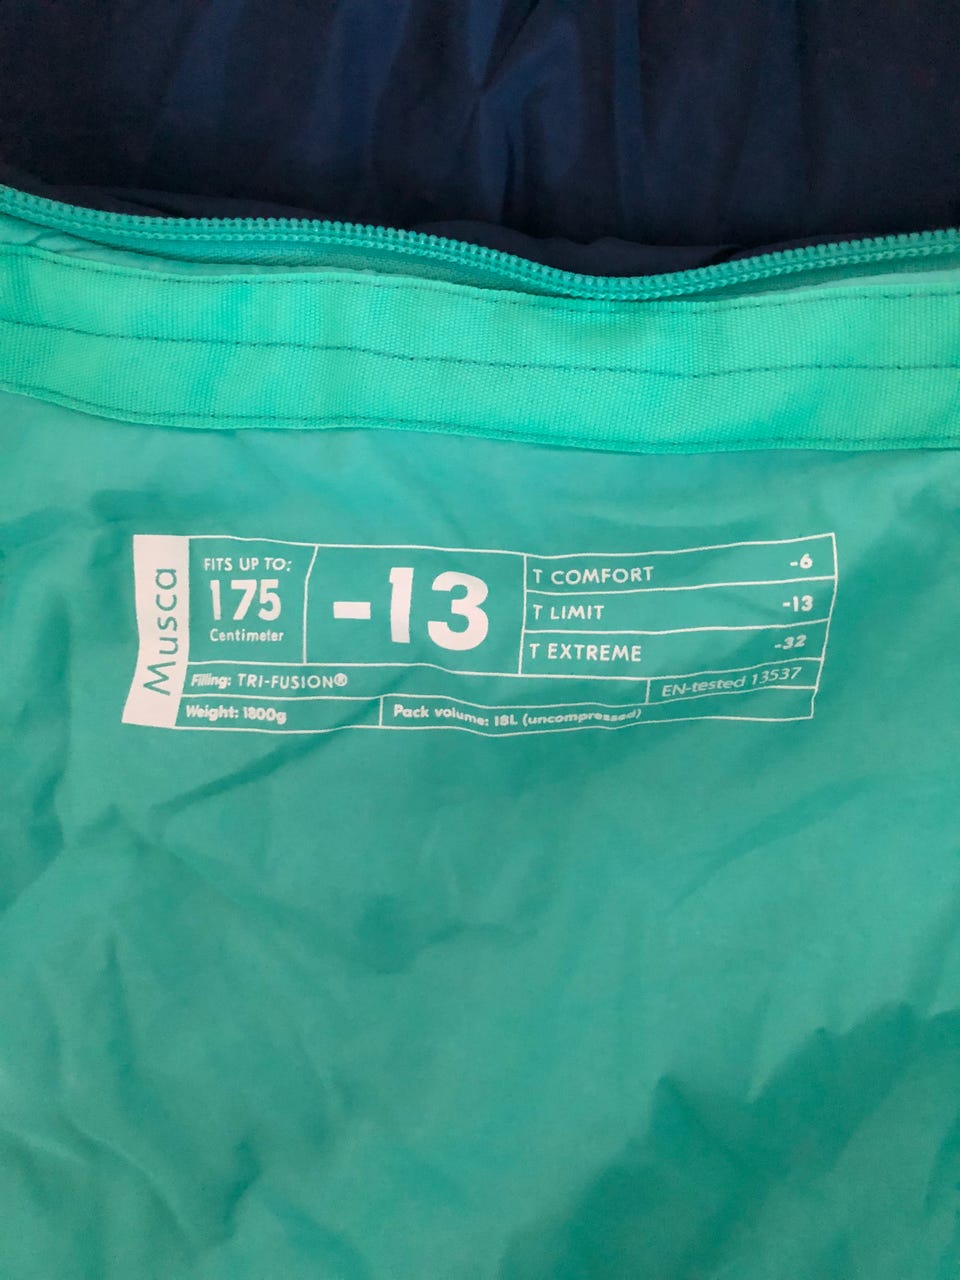 Musca
FITS UP TO:
175
Centimeter
-13
T COMFORT -6
T LIMIT -13
T EXTREME -32
Filling: TRI-FUSION®
EN-tested 13537
Weight: 1800g
Pack volume: 18L (uncompressed)